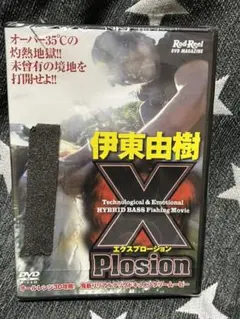 オーバー35℃の
灼熱地獄!!
未曾有の境地を
打開せよ!!
Rod and Reel
DVD MAGAZINE
伊東由樹
X
Technological & Emotional
HYBRID BASS Fishing Movie
エクスプロージョン
Plosion
DVD